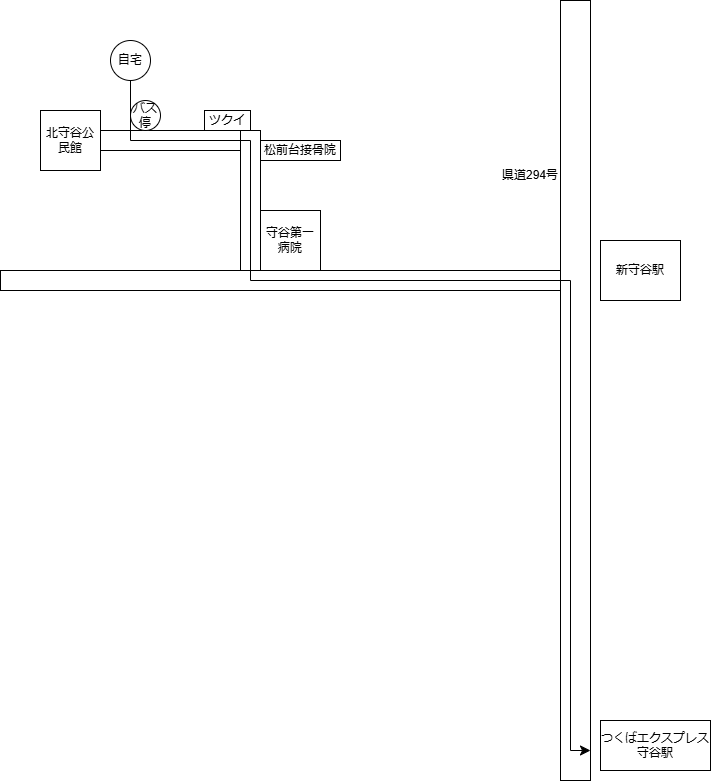 自宅
バス
停
ツクイ
北守谷公
民館
松前台接骨院
県道294号
守谷第一
病院
新守谷駅
つくばエクスプレス
守谷駅